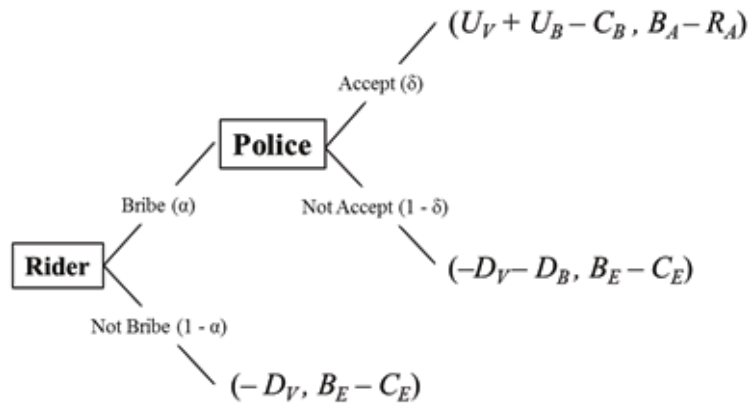 (U_V + U_B – C_B , B_A – R_A)
Accept (δ)
Police
Bribe (α)
Not Accept (1 - δ)
Rider
(–D_V – D_B, B_E – C_E)
Not Bribe (1 - α)
(– D_V, B_E – C_E)